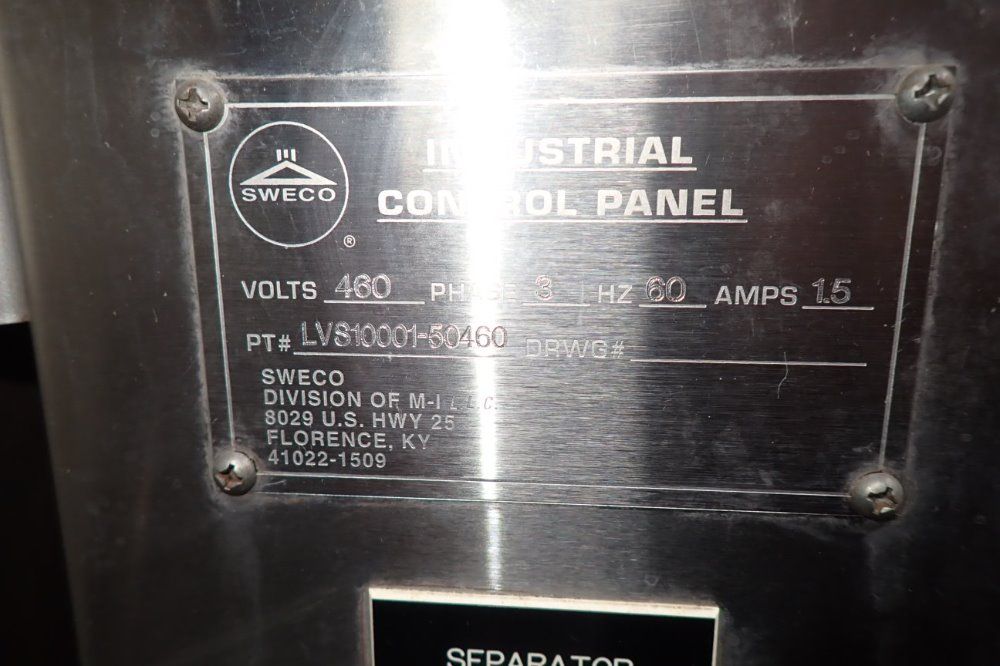 SWECO
®
INDUSTRIAL
CONTROL PANEL
VOLTS 460 PHASE 3 HZ 60 AMPS 1.5
PT# LVS10001-50460 DRWG#
SWECO
DIVISION OF M-I L.L.C.
8029 U.S. HWY 25
FLORENCE, KY
41022-1509
SEPARATOR